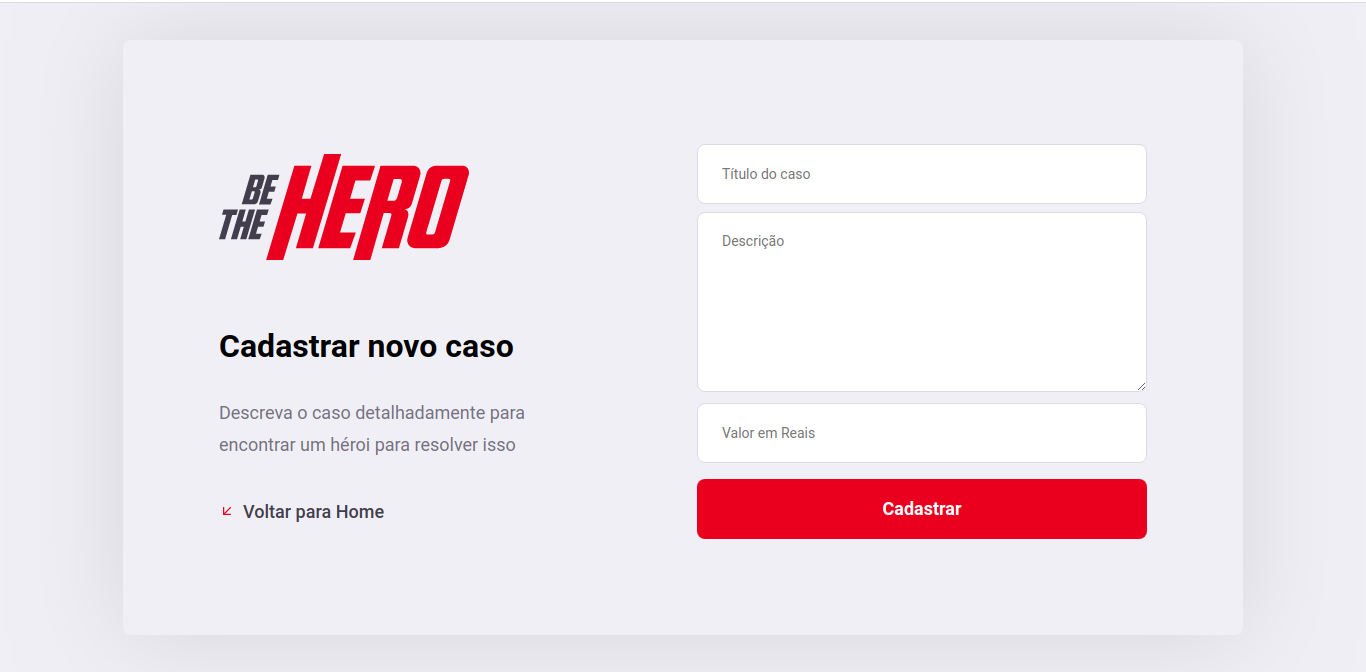 BE
THE
HERO
Cadastrar novo caso
Descreva o caso detalhadamente para
encontrar um héroi para resolver isso
Voltar para Home
Título do caso
Descrição
Valor em Reais
Cadastrar